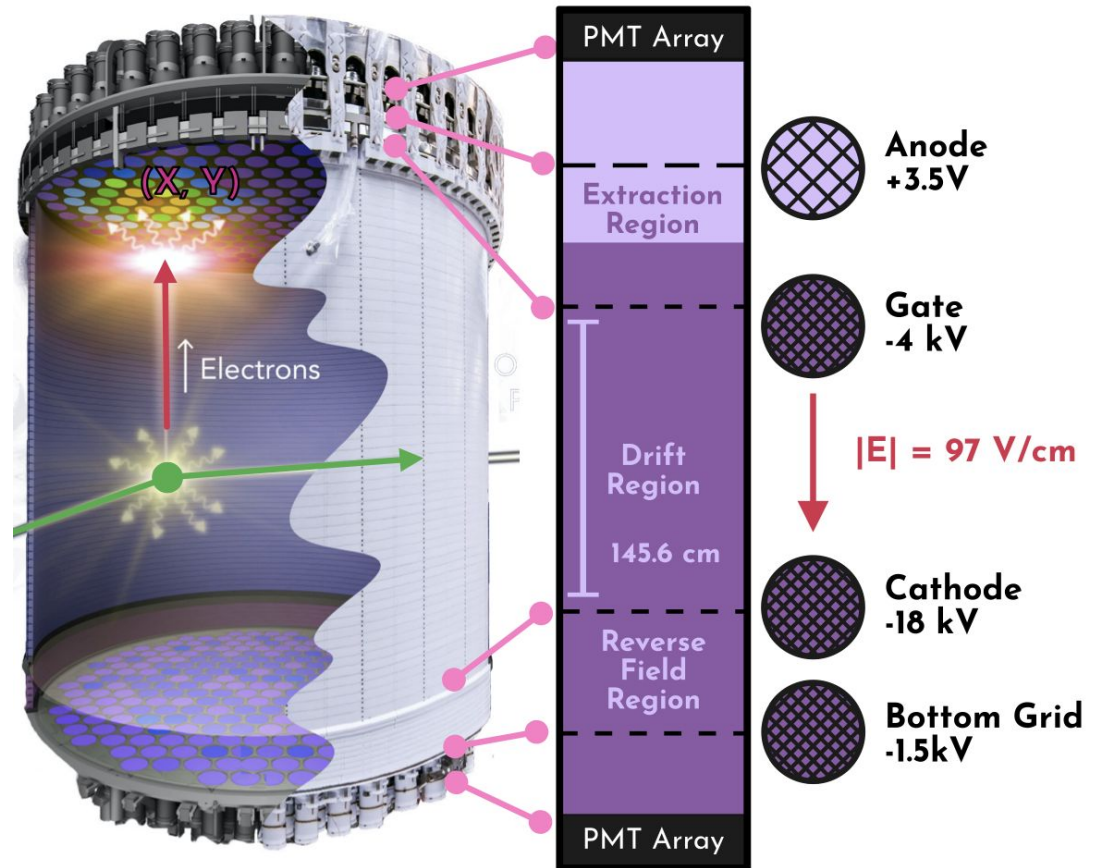 PMT Array
(X, Y)
Electrons
Extraction
Region
Drift
Region
145.6 cm
Reverse
Field
Region
PMT Array
Anode
+3.5V
Gate
-4 kV
|E| = 97 V/cm
Cathode
-18 kV
Bottom Grid
-1.5kV